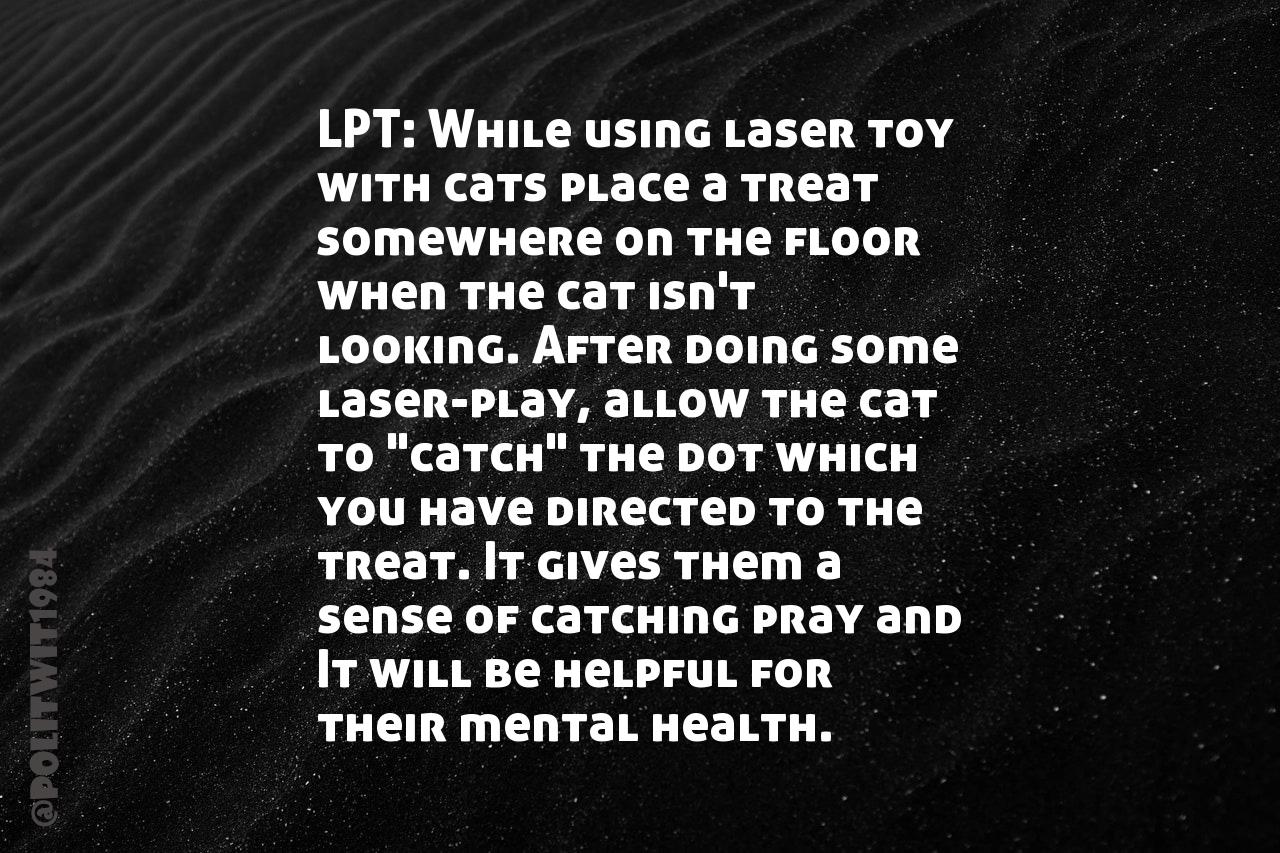 LPT: While using laser toy
with cats place a treat
somewhere on the floor
when the cat isn't
looking. After doing some
laser-play, allow the cat
to "catch" the dot which
you have directed to the
treat. It gives them a
sense of catching pray and
It will be helpful for
their mental health.
@POLITWIT1984